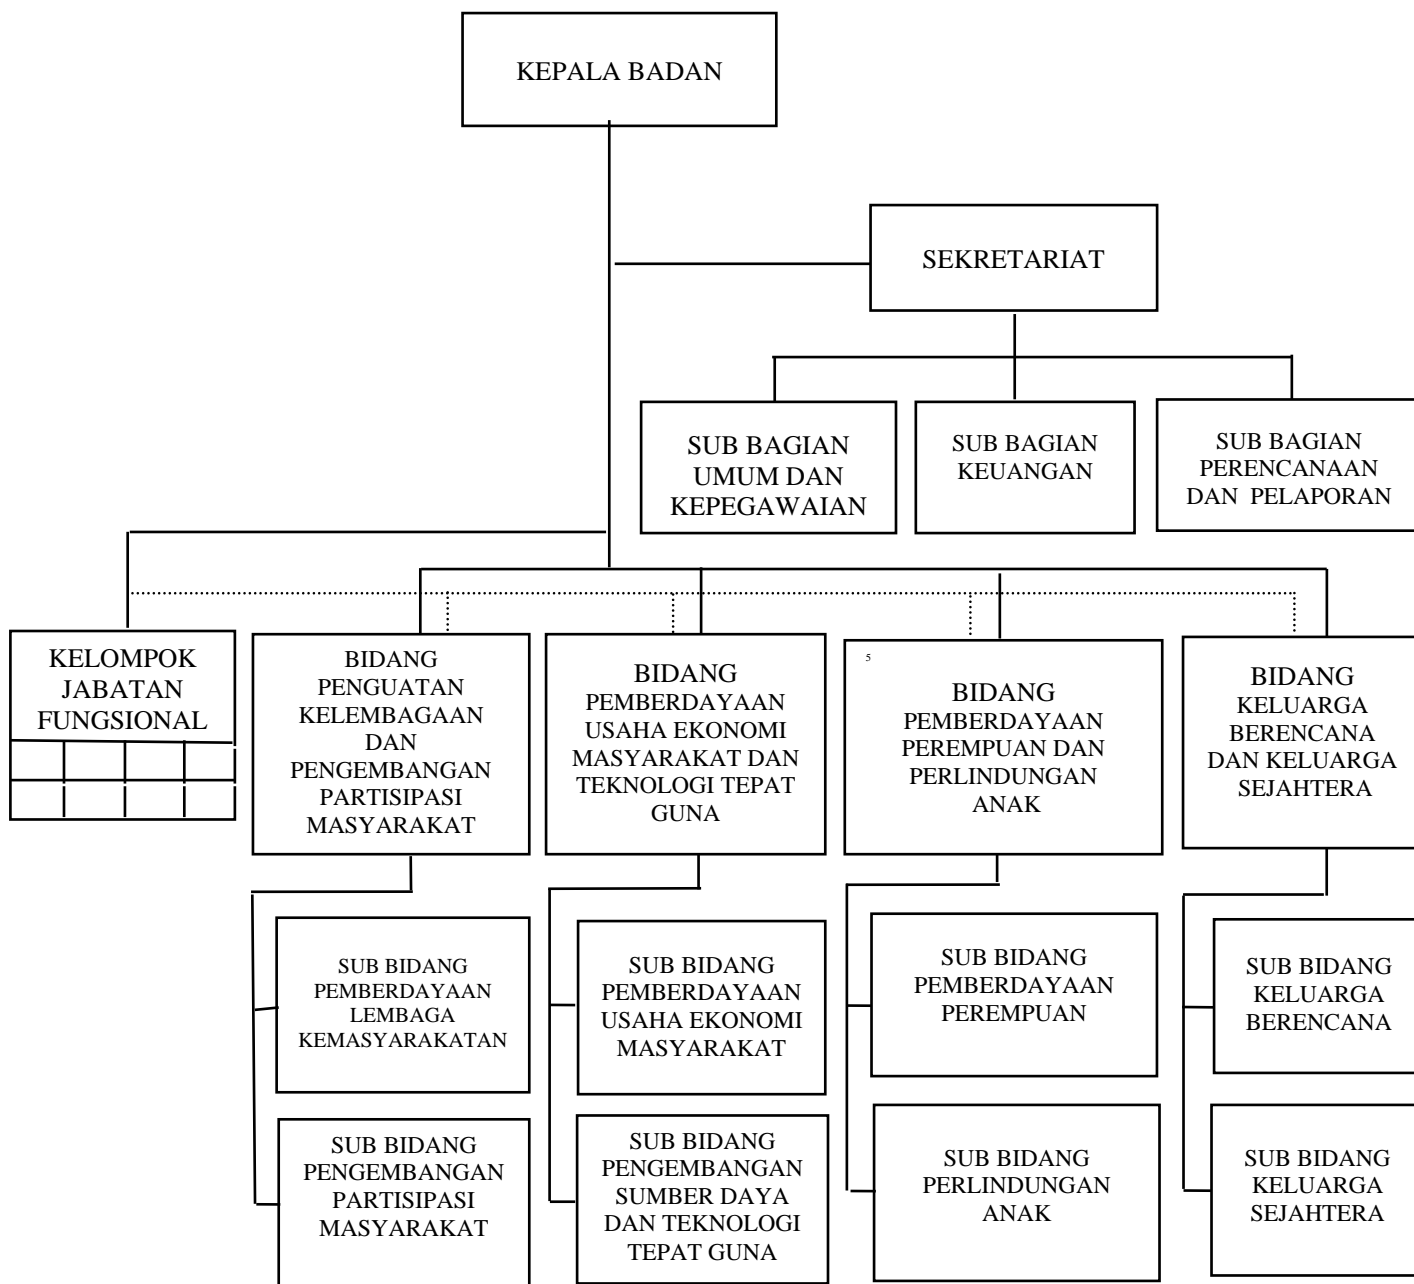 KEPALA BADAN
SEKRETARIAT
SUB BAGIAN
UMUM DAN
KEPEGAWAIAN
SUB BAGIAN
KEUANGAN
SUB BAGIAN
PERENCANAAN
DAN PELAPORAN
KELOMPOK
JABATAN
FUNGSIONAL
BIDANG
PENGUATAN
KELEMBAGAAN
DAN
PENGEMBANGAN
PARTISIPASI
MASYARAKAT
BIDANG
PEMBERDAYAAN
USAHA EKONOMI
MASYARAKAT DAN
TEKNOLOGI TEPAT
GUNA
5
BIDANG
PEMBERDAYAAN
PEREMPUAN DAN
PERLINDUNGAN
ANAK
BIDANG
KELUARGA
BERENCANA
DAN KELUARGA
SEJAHTERA
SUB BIDANG
PEMBERDAYAAN
LEMBAGA
KEMASYARAKATAN
SUB BIDANG
PEMBERDAYAAN
USAHA EKONOMI
MASYARAKAT
SUB BIDANG
PEMBERDAYAAN
PEREMPUAN
SUB BIDANG
KELUARGA
BERENCANA
SUB BIDANG
PENGEMBANGAN
PARTISIPASI
MASYARAKAT
SUB BIDANG
PENGEMBANGAN
SUMBER DAYA
DAN TEKNOLOGI
TEPAT GUNA
SUB BIDANG
PERLINDUNGAN
ANAK
SUB BIDANG
KELUARGA
SEJAHTERA